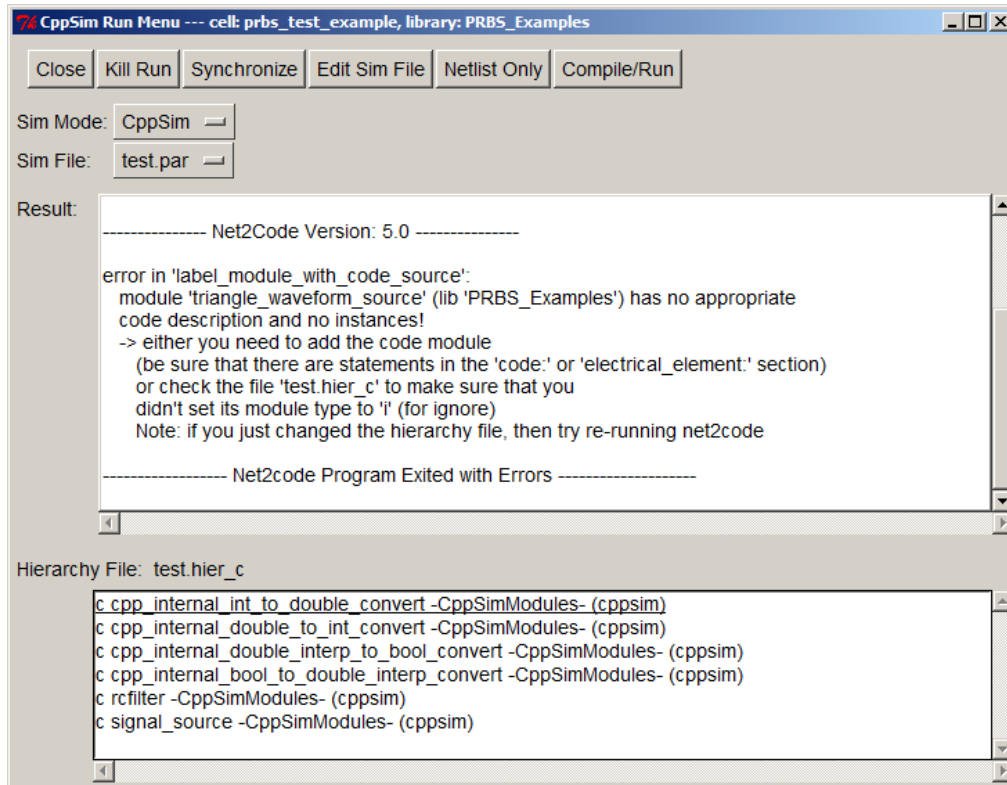 CppSim Run Menu --- cell: prbs_test_example, library: PRBS_Examples
Close Kill Run Synchronize Edit Sim File Netlist Only Compile/Run
Sim Mode: CppSim
Sim File: test.par
Result:
--------------- Net2Code Version: 5.0 ---------------
error in 'label_module_with_code_source':
module 'triangle_waveform_source' (lib 'PRBS_Examples') has no appropriate
code description and no instances!
-> either you need to add the code module
(be sure that there are statements in the 'code:' or 'electrical_element:' section)
or check the file 'test.hier_c' to make sure that you
didn't set its module type to 'i' (for ignore)
Note: if you just changed the hierarchy file, then try re-running net2code
------------------ Net2code Program Exited with Errors --------------------
Hierarchy File: test.hier_c
c cpp_internal_int_to_double_convert -CppSimModules- (cppsim)
c cpp_internal_double_to_int_convert -CppSimModules- (cppsim)
c cpp_internal_double_interp_to_bool_convert -CppSimModules- (cppsim)
c cpp_internal_bool_to_double_interp_convert -CppSimModules- (cppsim)
c rcfilter -CppSimModules- (cppsim)
c signal_source -CppSimModules- (cppsim)